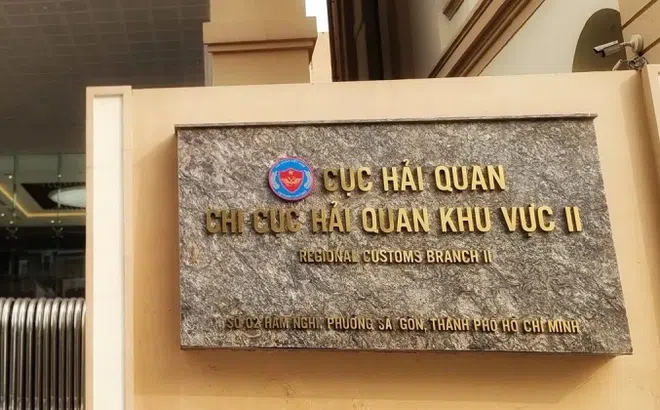 CỤC HẢI QUAN
CHI CỤC HẢI QUAN KHU VỰC II
REGIONAL CUSTOMS BRANCH II
SỐ 02 HÀM NGHI, PHƯỜNG SÀI GÒN, THÀNH PHỐ HỒ CHÍ MINH